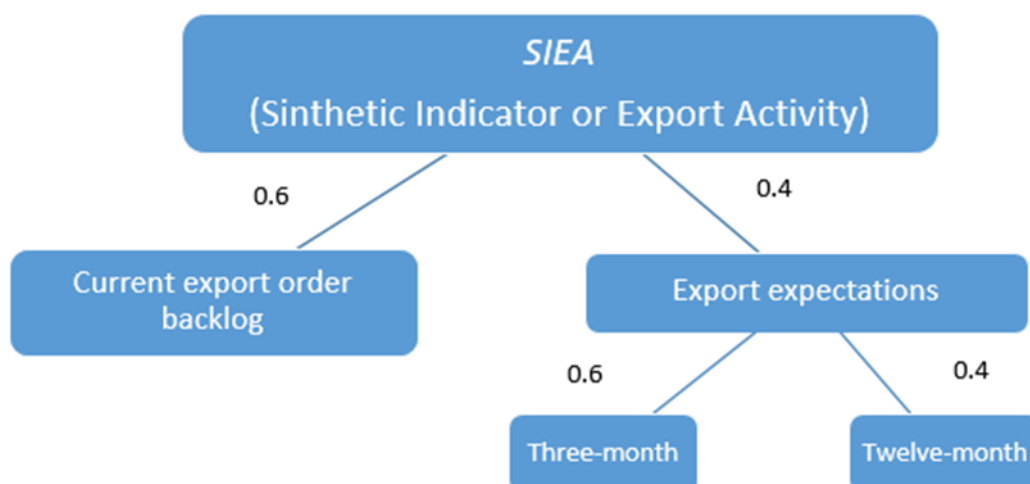 SIEA
(Sinthetic Indicator or Export Activity)
0.6
0.4
Current export order
backlog
Export expectations
0.6
0.4
Three-month
Twelve-month